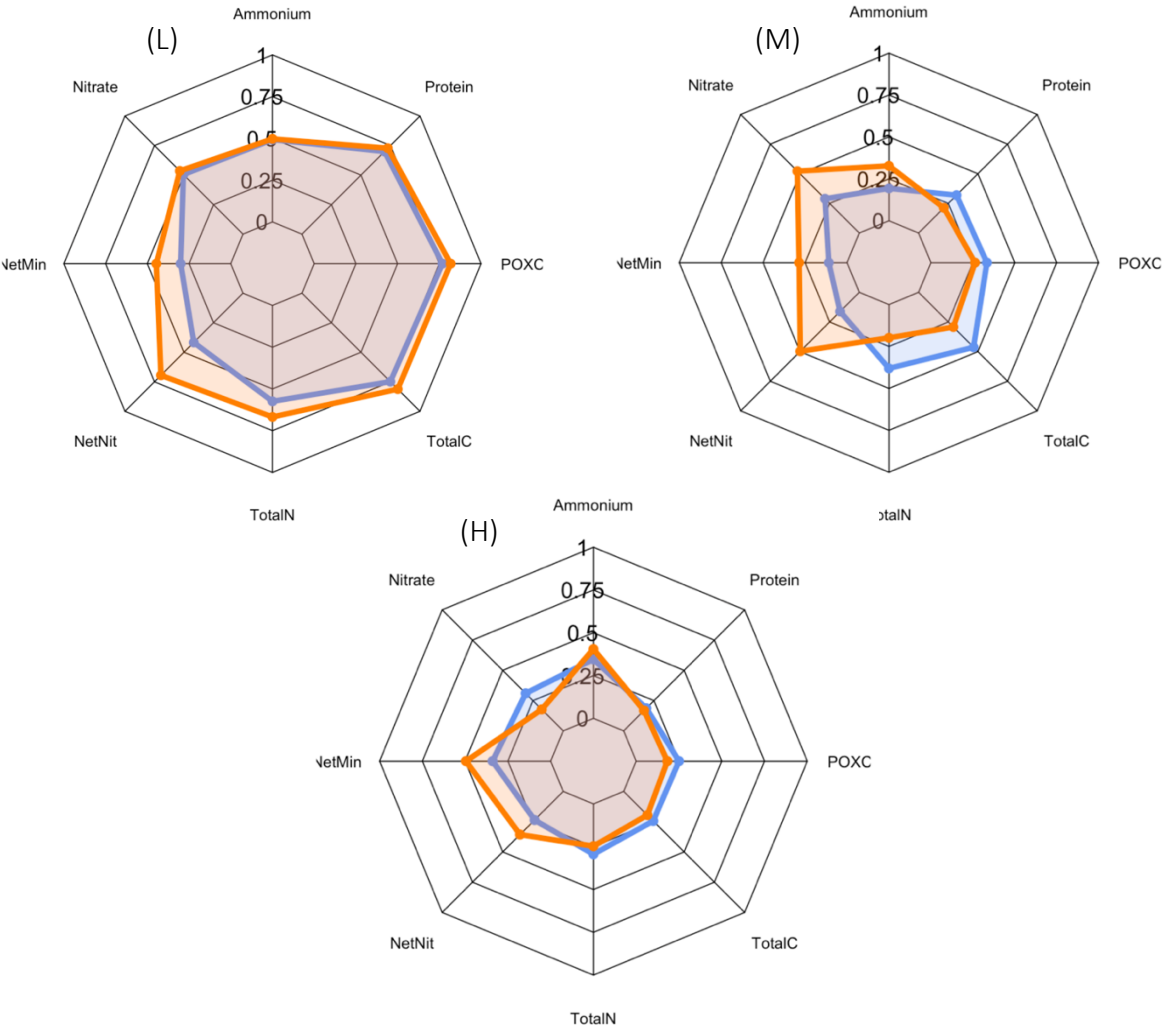 Ammonium
(L)
1
Nitrate
0.75
Protein
0.5
0.25
0
NetMin
POXC
NetNit
TotalC
TotalN
Ammonium
(M)
1
Nitrate
0.75
Protein
0.5
0.25
0
NetMin
POXC
NetNit
TotalC
otalN
Ammonium
(H)
1
Nitrate
0.75
Protein
0.5
0.25
0
NetMin
POXC
NetNit
TotalC
TotalN